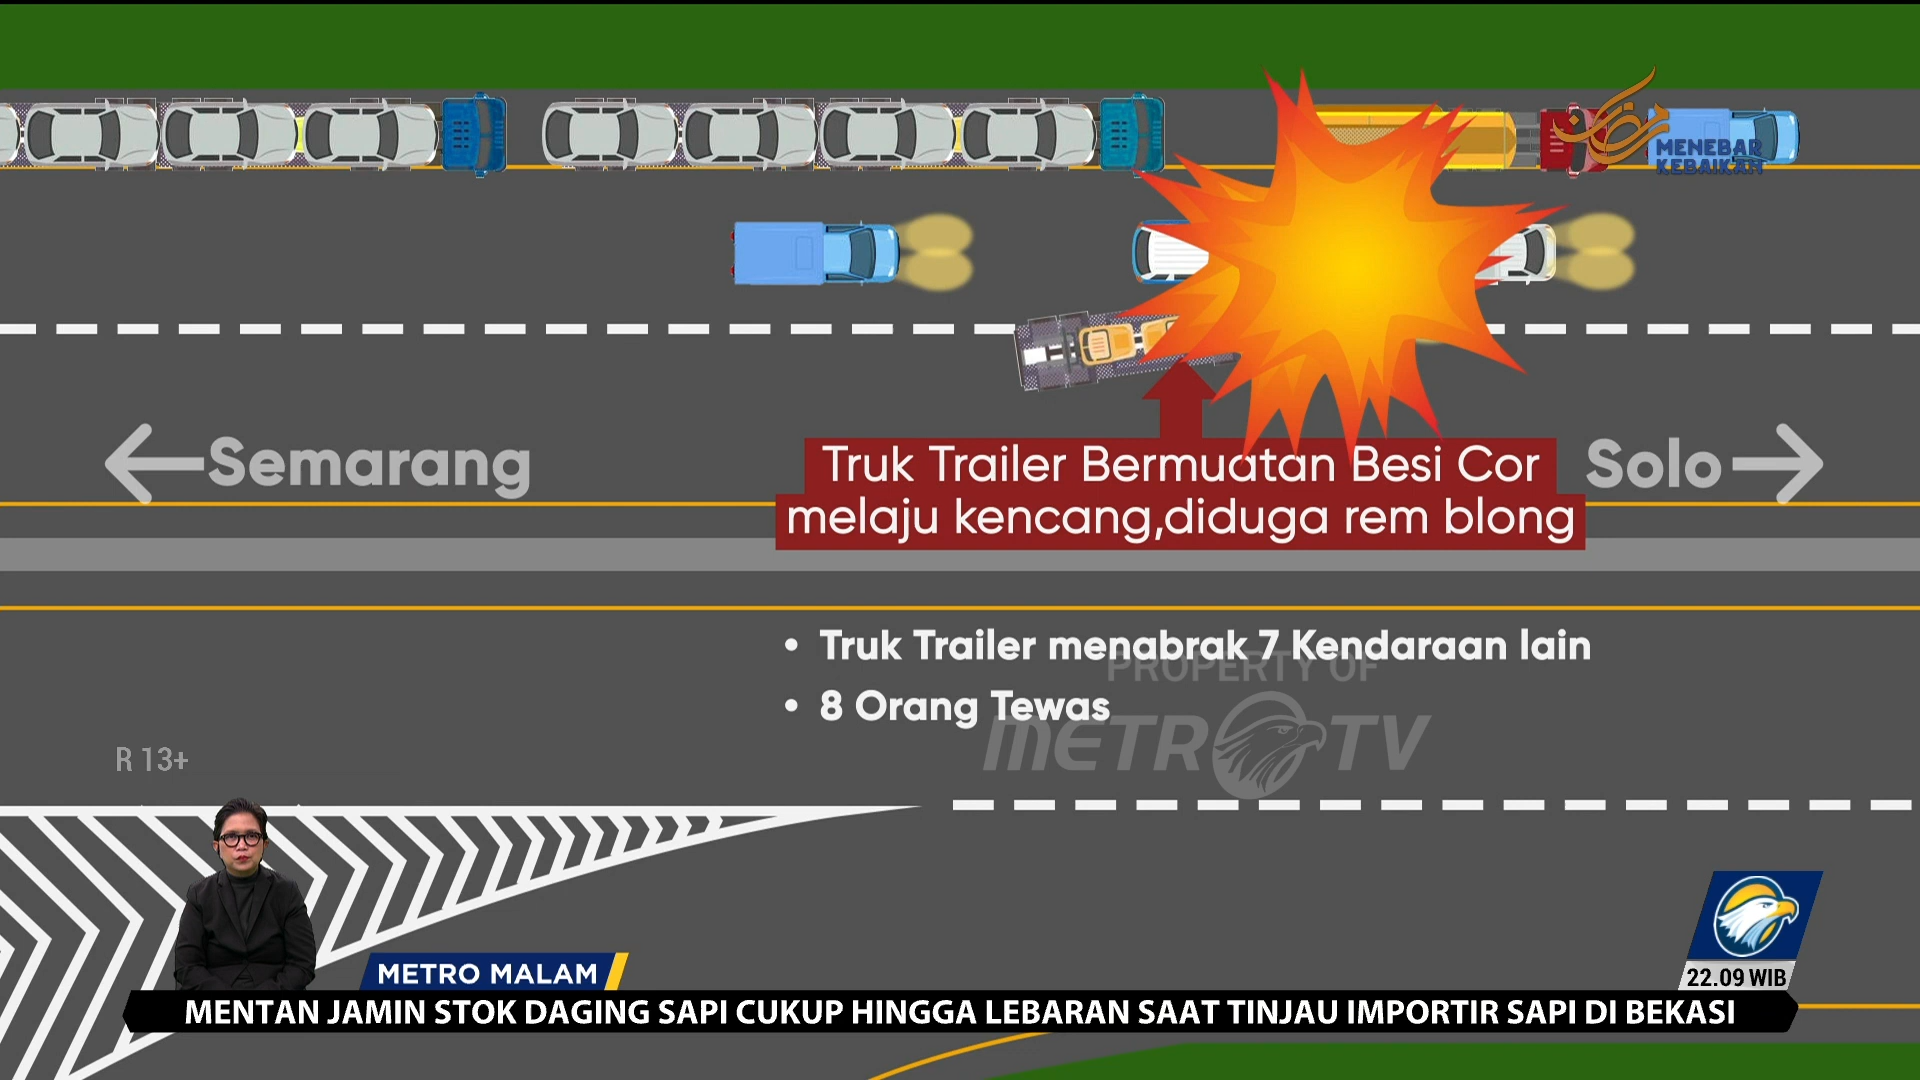 MENEBAR
KEBAIKAN
← Semarang
Truk Trailer Bermuatan Besi Cor
melaju kencang,diduga rem blong
Solo →
• Truk Trailer menabrak 7 Kendaraan lain
PROPERTY OF
• 8 Orang Tewas
METRO TV
R 13+
METRO MALAM
22.09 WIB
MENTAN JAMIN STOK DAGING SAPI CUKUP HINGGA LEBARAN SAAT TINJAU IMPORTIR SAPI DI BEKASI